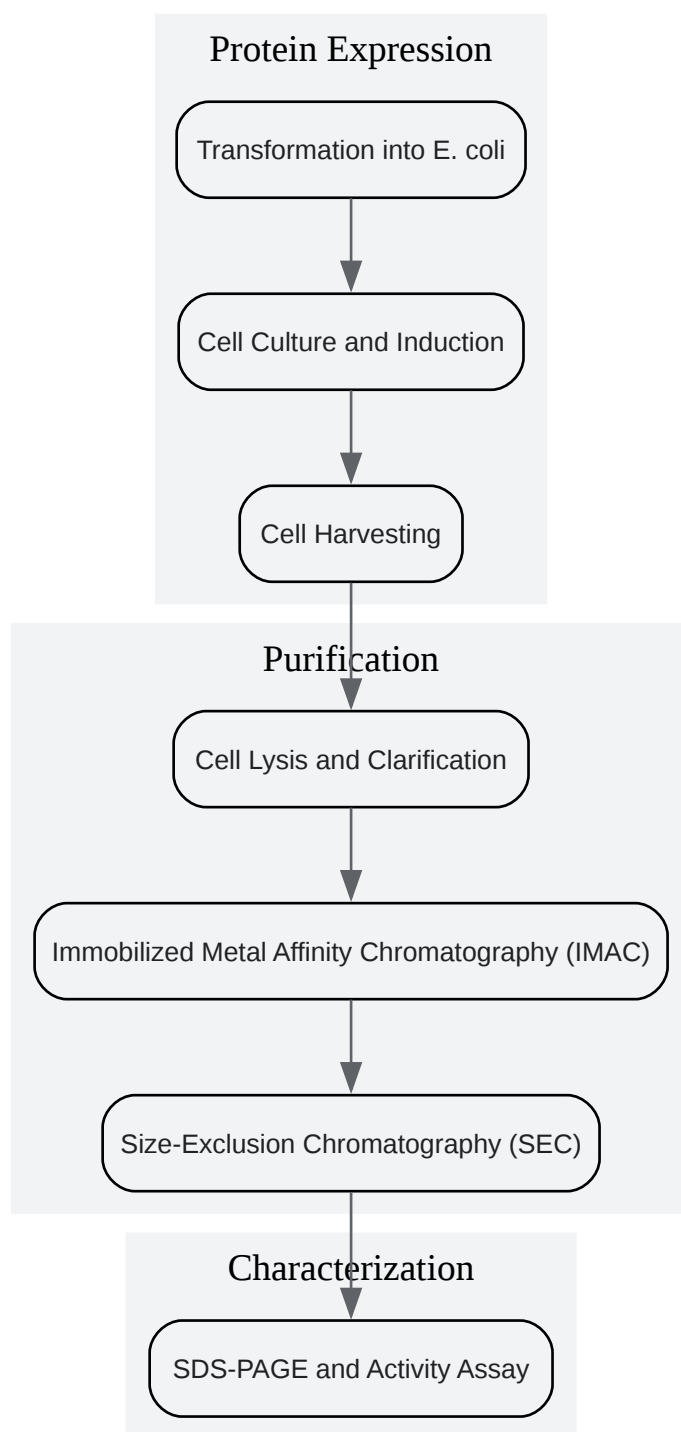 Protein Expression
Transformation into E. coli
Cell Culture and Induction
Cell Harvesting
Purification
Cell Lysis and Clarification
Immobilized Metal Affinity Chromatography (IMAC)
Size-Exclusion Chromatography (SEC)
Characterization
SDS-PAGE and Activity Assay